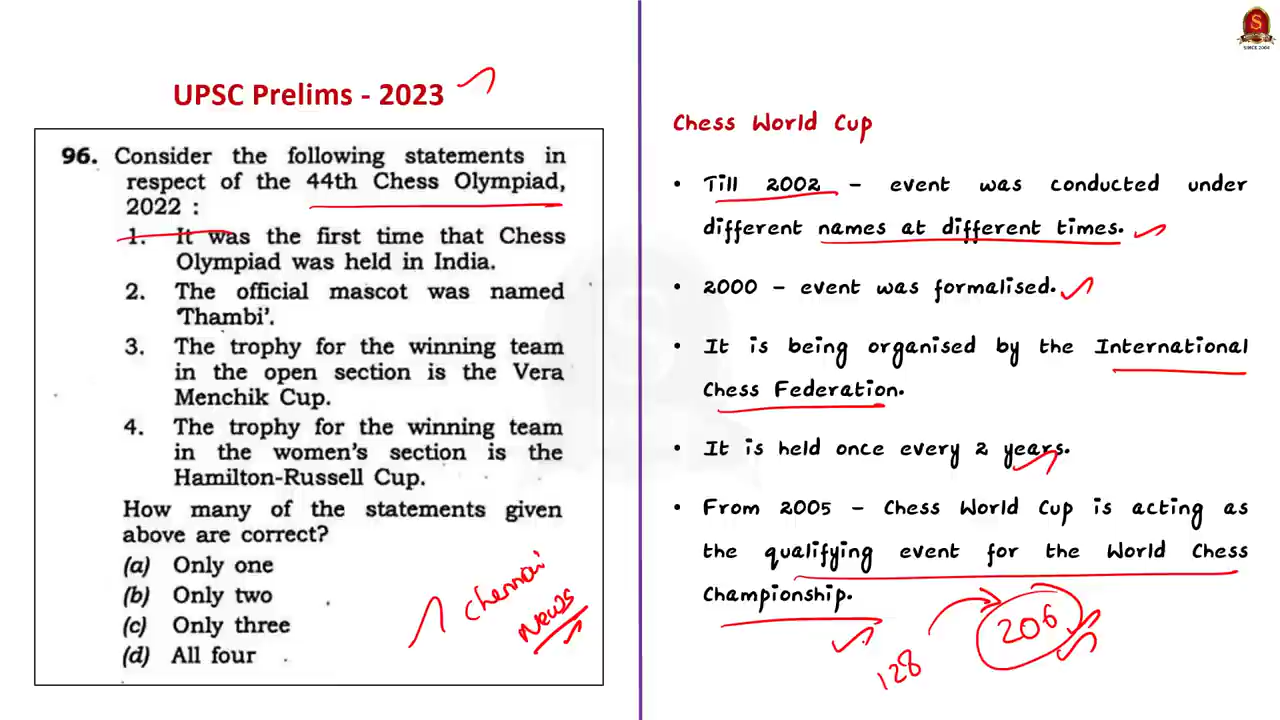 UPSC Prelims - 2023
96. Consider the following statements in
respect of the 44th Chess Olympiad,
2022 :
1. It was the first time that Chess
Olympiad was held in India.
2. The official mascot was named
'Thambi'.
3. The trophy for the winning team
in the open section is the Vera
Menchik Cup.
4. The trophy for the winning team
in the women's section is the
Hamilton-Russell Cup.
How many of the statements given
above are correct?
(a) Only one
(b) Only two
(c) Only three
(d) All four
Chennai
News
S
SINCE 2004
Chess World Cup
• Till 2002 - event was conducted under
different names at different times.
• 2000 - event was formalised.
• It is being organised by the International
Chess Federation.
• It is held once every 2 years.
• From 2005 - Chess World Cup is acting as
the qualifying event for the World Chess
Championship.
206
128